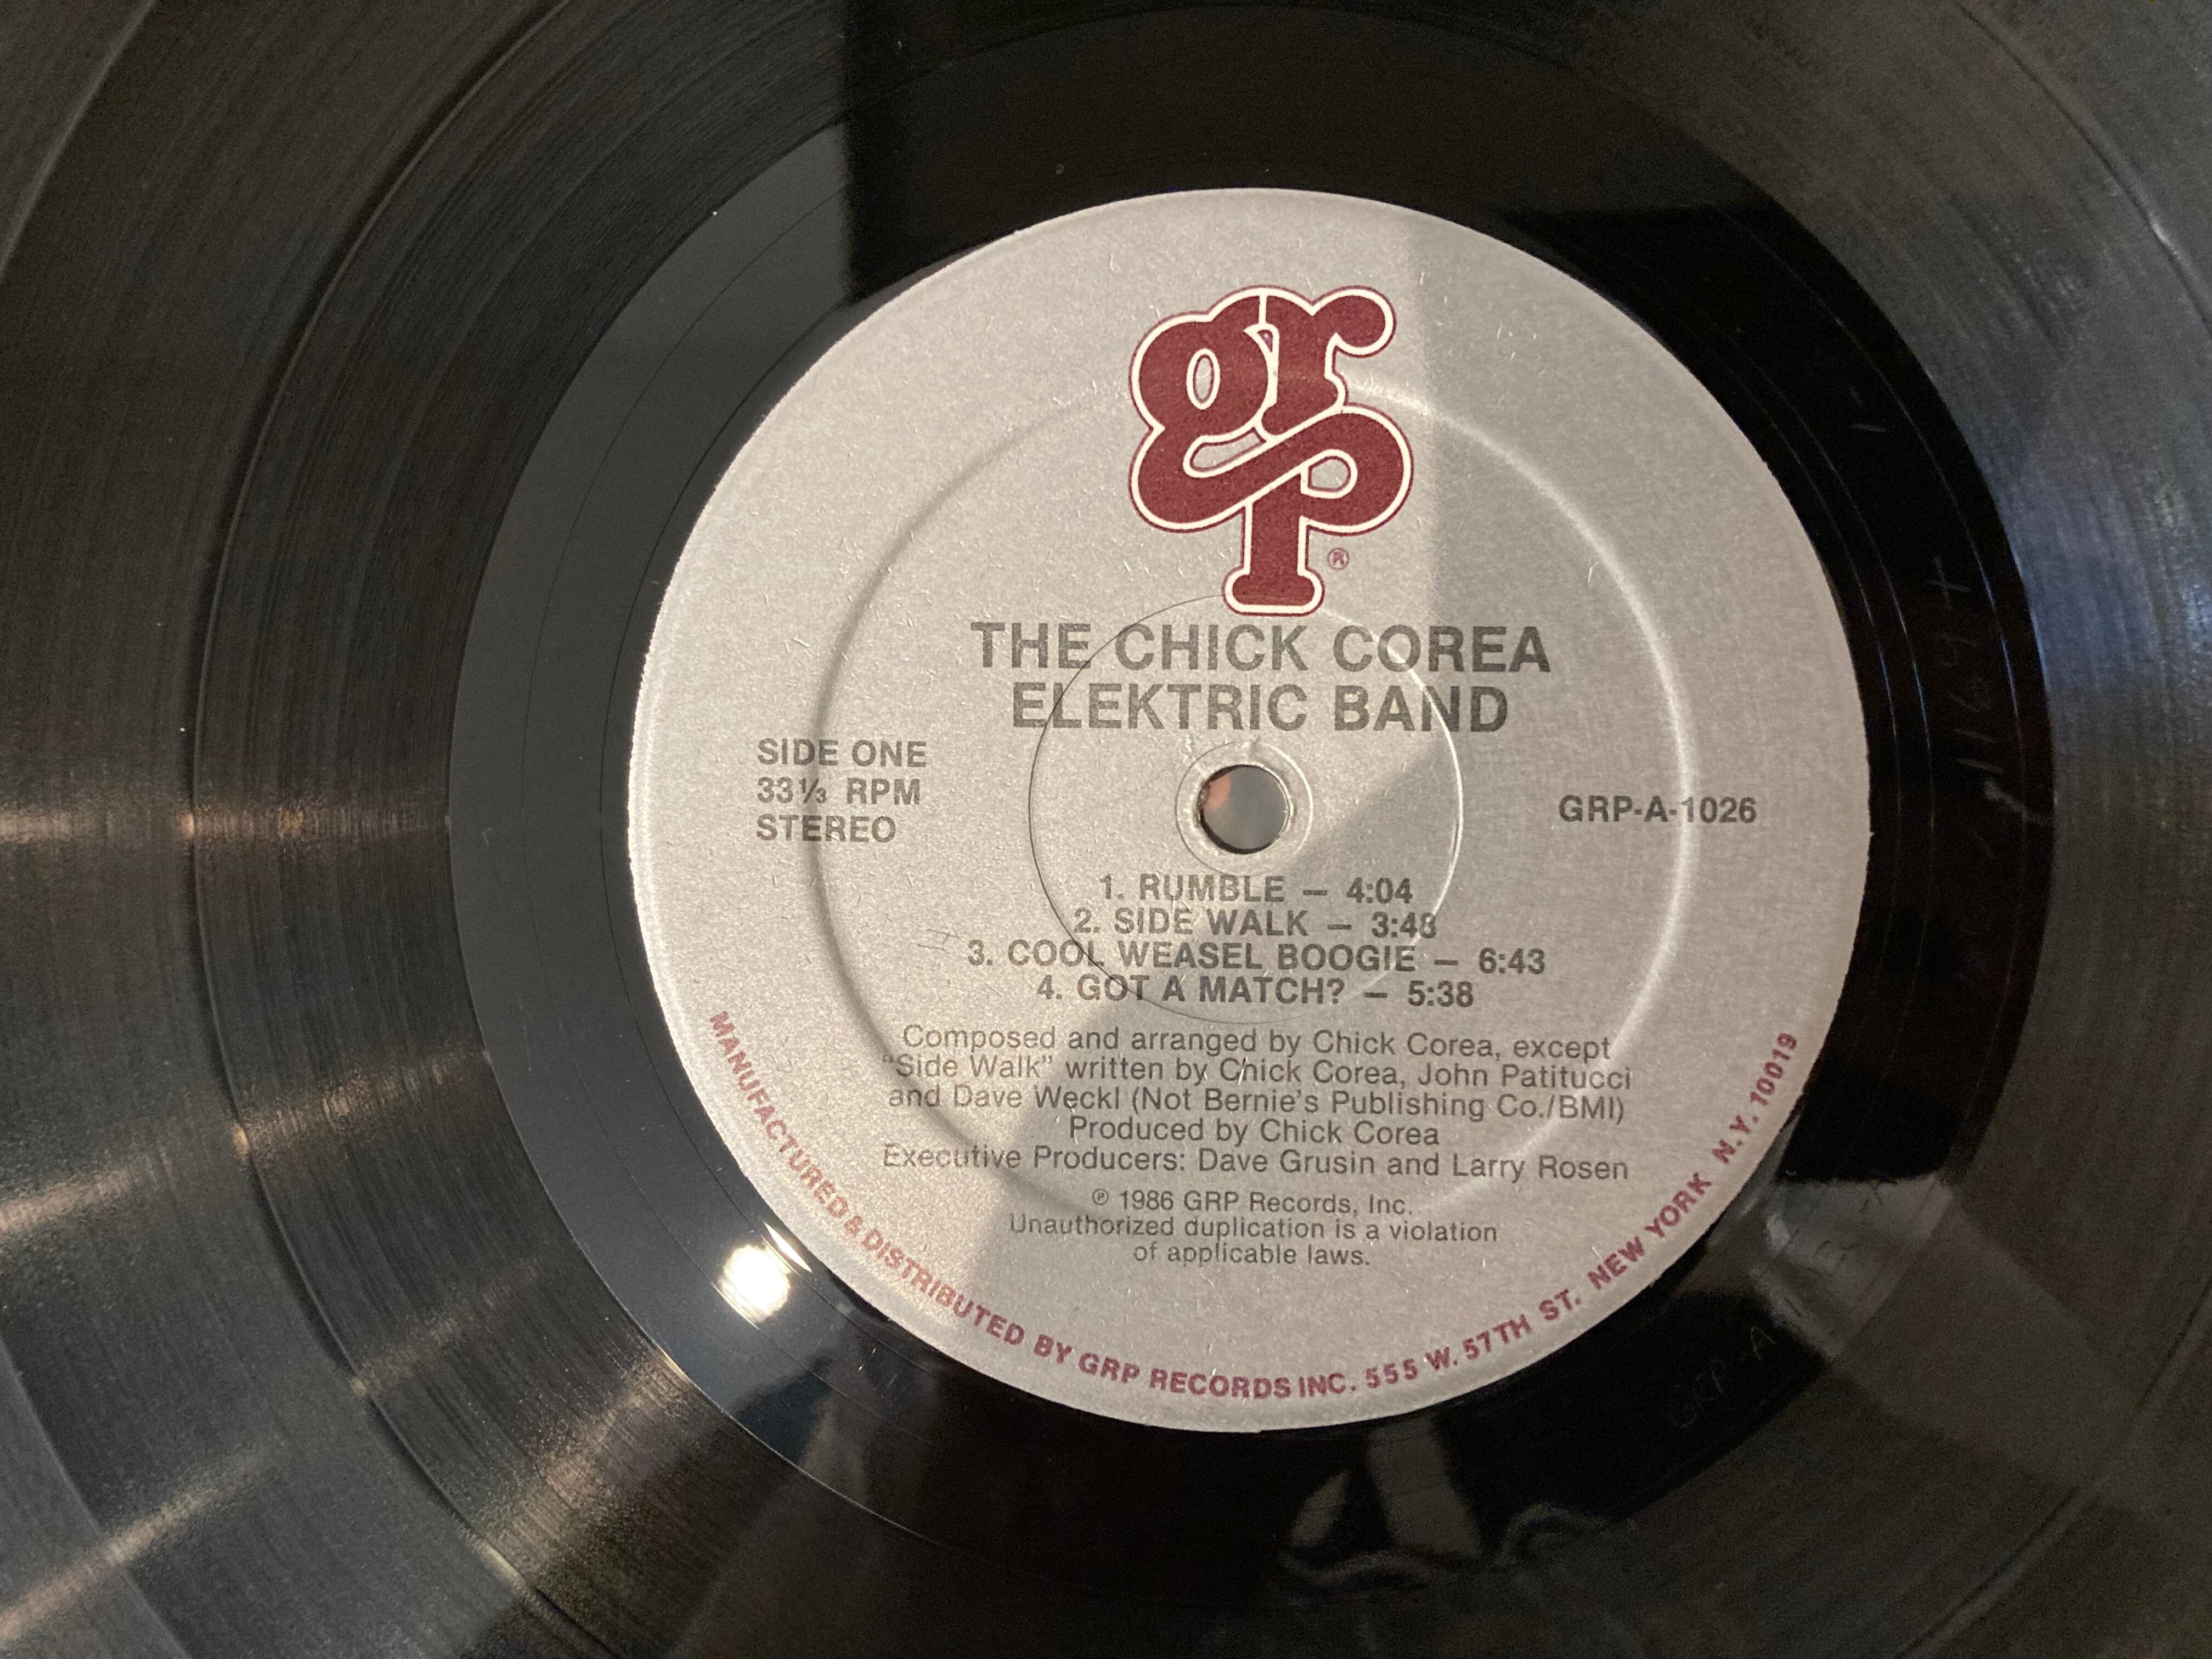 grp®
THE CHICK COREA
ELEKTRIC BAND
SIDE ONE
33⅓ RPM
STEREO
GRP-A-1026
1. RUMBLE — 4:04
2. SIDE WALK — 3:48
3. COOL WEASEL BOOGIE — 6:43
4. GOT A MATCH? — 5:38
Composed and arranged by Chick Corea, except
"Side Walk" written by Chick Corea, John Patitucci
and Dave Weckl (Not Bernie's Publishing Co./BMI)
Produced by Chick Corea
Executive Producers: Dave Grusin and Larry Rosen
℗ 1986 GRP Records, Inc.
Unauthorized duplication is a violation
of applicable laws.
MANUFACTURED & DISTRIBUTED BY GRP RECORDS INC. 555 W. 57TH ST. NEW YORK N.Y. 10019
GRP-A